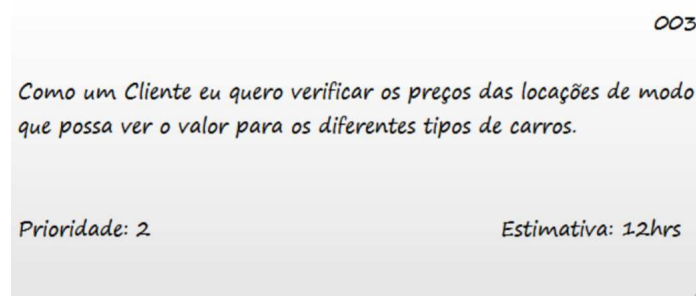 003
Como um Cliente eu quero verificar os preços das locações de modo
que possa ver o valor para os diferentes tipos de carros.
Prioridade: 2
Estimativa: 12hrs